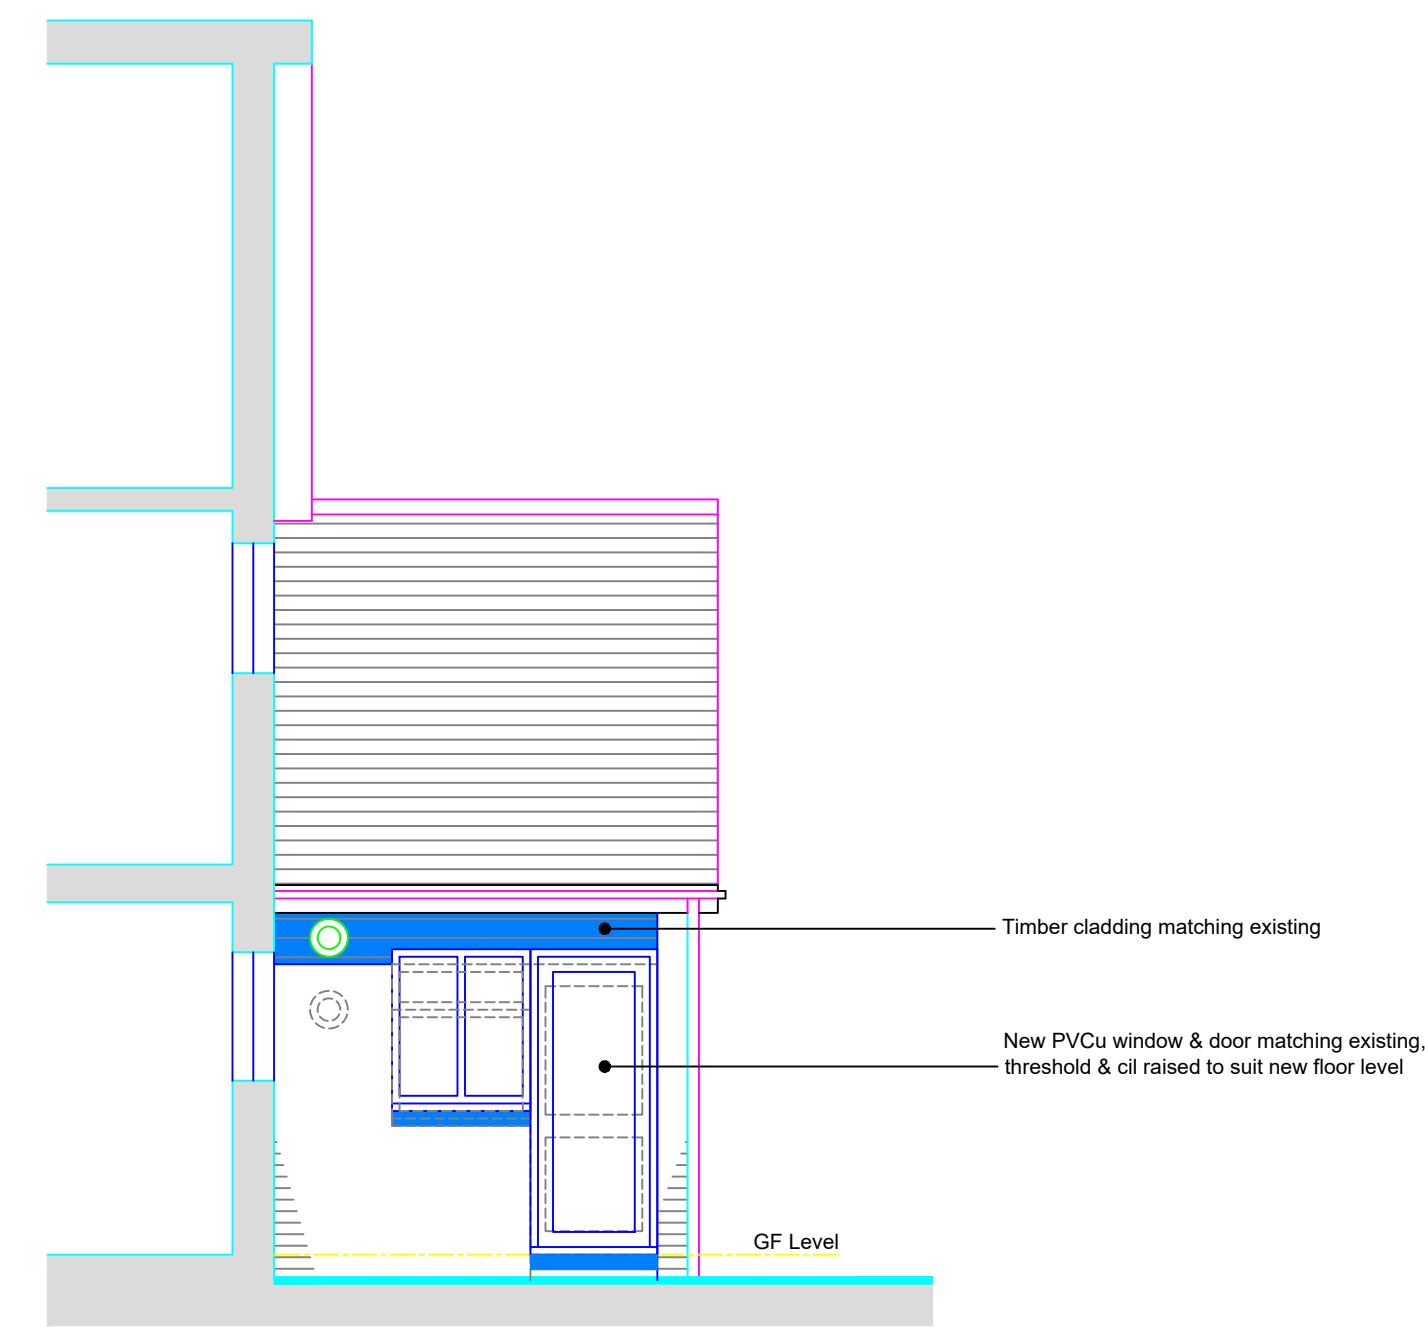 Timber cladding matching existing
New PVCu window & door matching existing,
threshold & cil raised to suit new floor level
GF Level